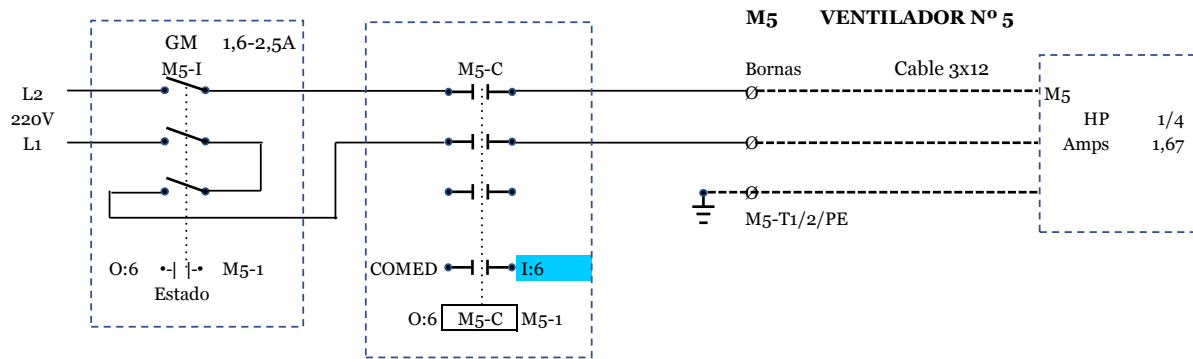 M5 VENTILADOR Nº 5
GM 1,6-2,5A
M5-I M5-C Bornas Cable 3x12
L2 Ø M5
220V HP 1/4
L1 Ø Amps 1,67
Ø
M5-T1/2/PE
O:6 •-| |-• M5-1 COMED I:6
Estado
O:6 M5-C M5-1